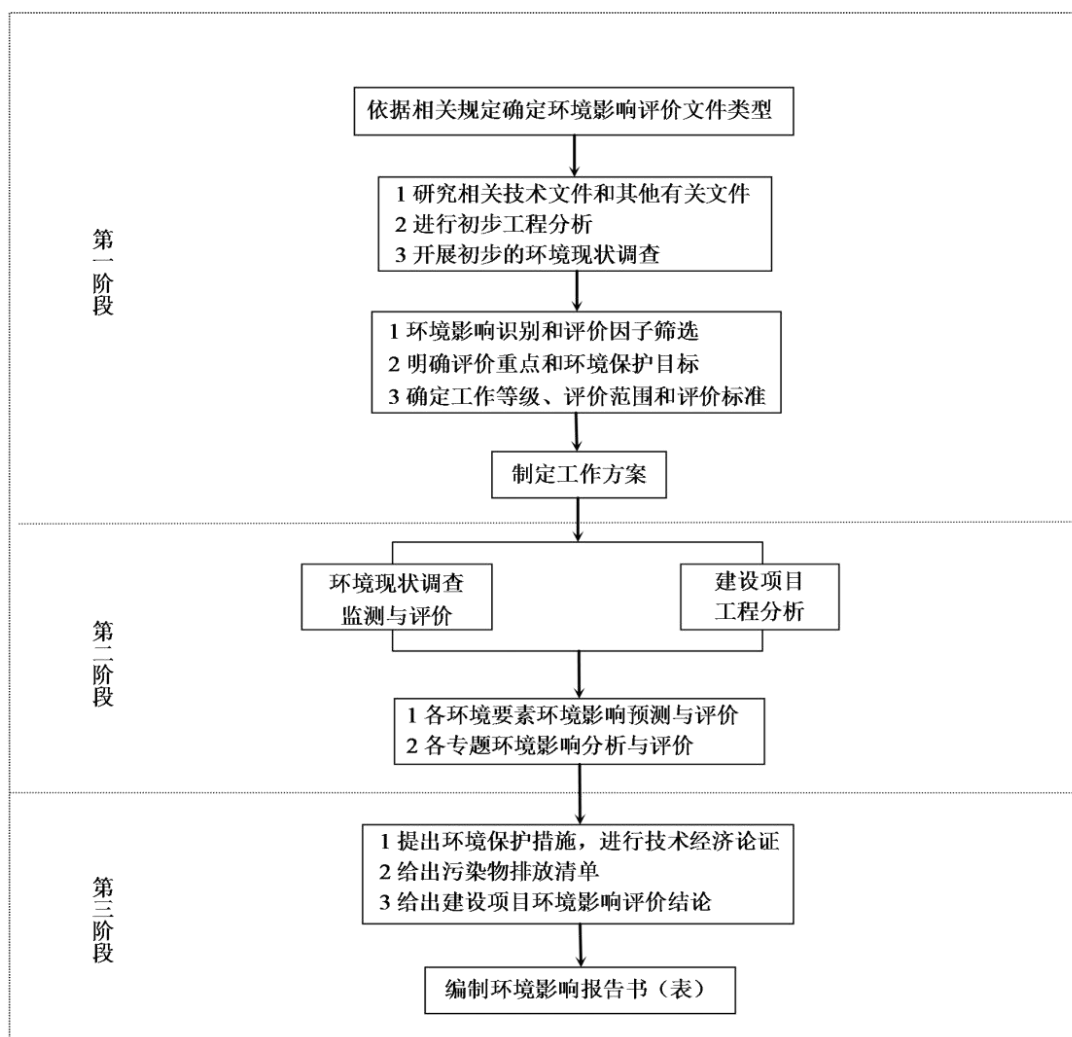 依据相关规定确定环境影响评价文件类型
1 研究相关技术文件和其他有关文件
2 进行初步工程分析
3 开展初步的环境现状调查
第一阶段
1 环境影响识别和评价因子筛选
2 明确评价重点和环境保护目标
3 确定工作等级、评价范围和评价标准
制定工作方案
环境现状调查
监测与评价
建设项目
工程分析
第二阶段
1 各环境要素环境影响预测与评价
2 各专题环境影响分析与评价
1 提出环境保护措施，进行技术经济论证
2 给出污染物排放清单
3 给出建设项目环境影响评价结论
第三阶段
编制环境影响报告书（表）